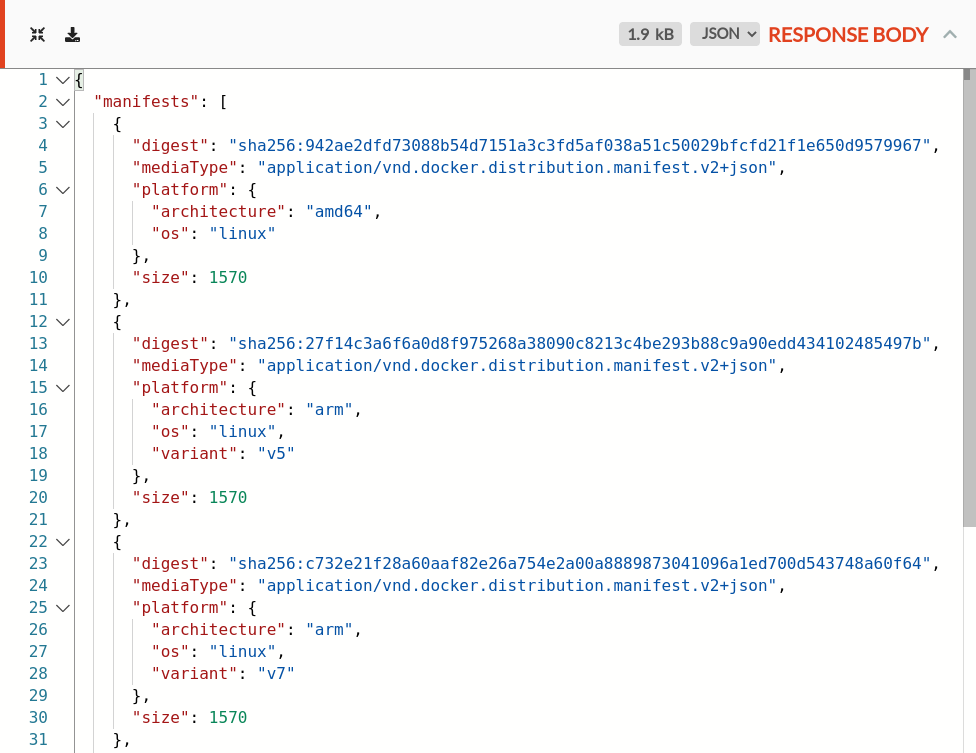 1.9 kB JSON RESPONSE BODY
1 {
2 "manifests": [
3 {
4 "digest": "sha256:942ae2dfd73088b54d7151a3c3fd5af038a51c50029bfcfd21f1e650d9579967",
5 "mediaType": "application/vnd.docker.distribution.manifest.v2+json",
6 "platform": {
7 "architecture": "amd64",
8 "os": "linux"
9 },
10 "size": 1570
11 },
12 {
13 "digest": "sha256:27f14c3a6f6a0d8f975268a38090c8213c4be293b88c9a90edd434102485497b",
14 "mediaType": "application/vnd.docker.distribution.manifest.v2+json",
15 "platform": {
16 "architecture": "arm",
17 "os": "linux",
18 "variant": "v5"
19 },
20 "size": 1570
21 },
22 {
23 "digest": "sha256:c732e21f28a60aaf82e26a754e2a00a8889873041096a1ed700d543748a60f64",
24 "mediaType": "application/vnd.docker.distribution.manifest.v2+json",
25 "platform": {
26 "architecture": "arm",
27 "os": "linux",
28 "variant": "v7"
29 },
30 "size": 1570
31 },